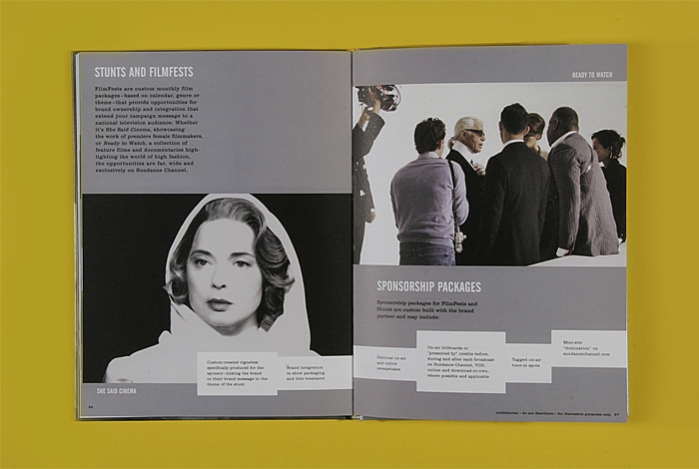 STUNTS AND FILMFESTS
FilmFests are custom monthly film
packages—based on calendar, genre or
theme—that provide opportunities for
brand ownership and integration that
extend your campaign message to a
national television audience. Whether
it's She Said Cinema, showcasing
the work of premiere female filmmakers,
or Ready to Watch, a collection of
feature films and documentaries high-
lighting the world of high fashion,
the opportunities are far, wide and
exclusively on Sundance Channel.
Custom-created vignettes
specifically produced for the
sponsor—linking the brand
or their brand message to the
theme of the stunt
Brand integration
in show packaging
and title treatment
SHE SAID CINEMA
READY TO WATCH
SPONSORSHIP PACKAGES
Sponsorship packages for FilmFests and
Stunts are custom built with the brand
partner and may include:
National on-air
and online
sweepstakes
On-air billboards or
"presented by" credits before,
during and after each broadcast
on Sundance Channel, VOD,
online and download-to-own,
where possible and applicable
Tagged on-air
tune-in spots
Mini-site
"dominators" on
sundancechannel.com
confidential – do not distribute – for discussion purposes only 57